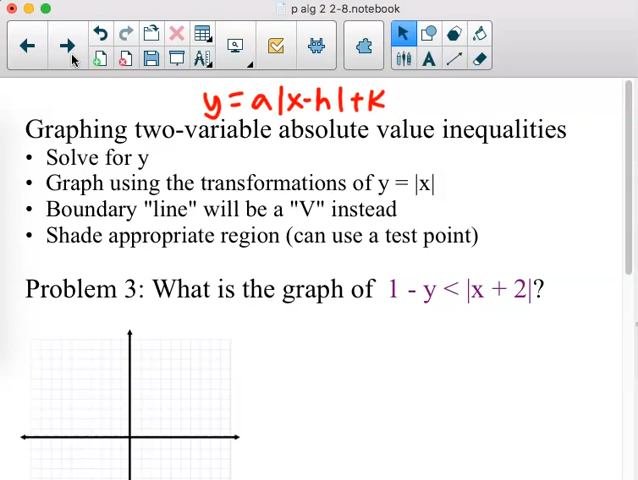 p alg 2 2-8.notebook
y = a|x-h|+k
Graphing two-variable absolute value inequalities
• Solve for y
• Graph using the transformations of y = |x|
• Boundary "line" will be a "V" instead
• Shade appropriate region (can use a test point)
Problem 3: What is the graph of 1 - y < |x + 2|?